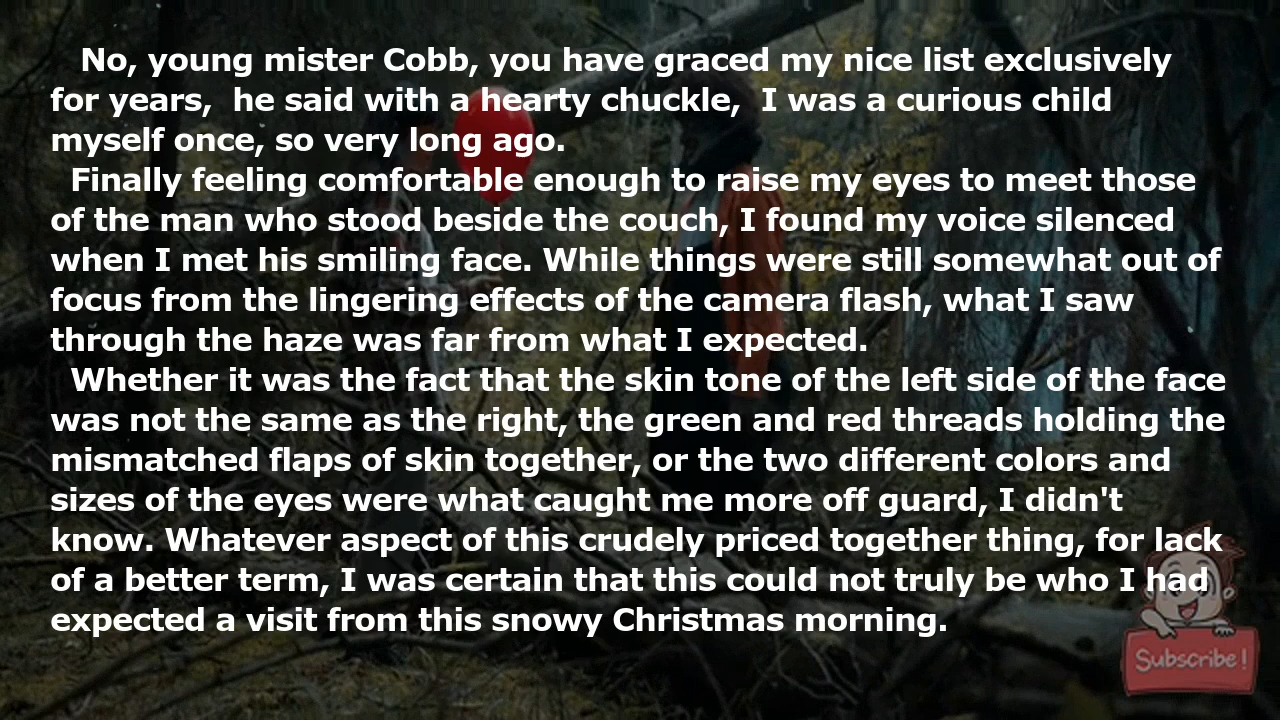 No, young mister Cobb, you have graced my nice list exclusively
for years,  he said with a hearty chuckle,  I was a curious child
myself once, so very long ago.
Finally feeling comfortable enough to raise my eyes to meet those
of the man who stood beside the couch, I found my voice silenced
when I met his smiling face. While things were still somewhat out of
focus from the lingering effects of the camera flash, what I saw
through the haze was far from what I expected.
Whether it was the fact that the skin tone of the left side of the face
was not the same as the right, the green and red threads holding the
mismatched flaps of skin together, or the two different colors and
sizes of the eyes were what caught me more off guard, I didn't
know. Whatever aspect of this crudely priced together thing, for lack
of a better term, I was certain that this could not truly be who I had
expected a visit from this snowy Christmas morning.
Subscribe!